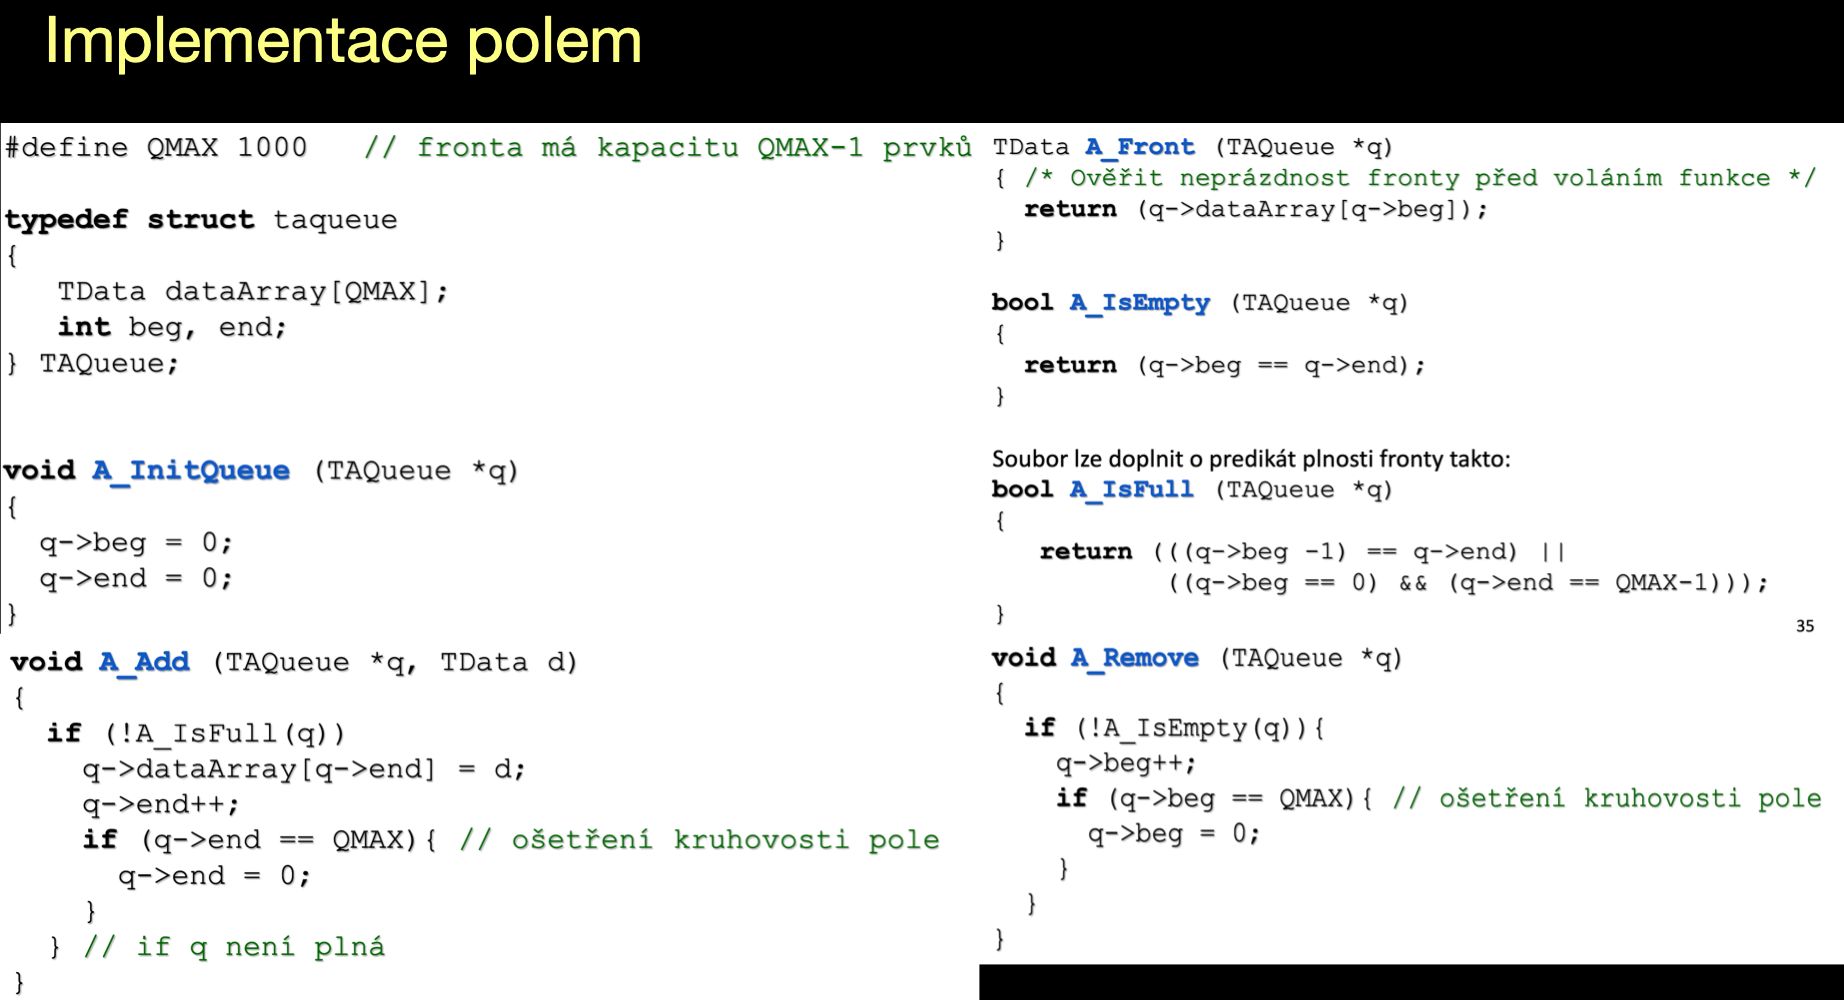 Implementace polem
#define QMAX 1000   // fronta má kapacitu QMAX-1 prvků
typedef struct taqueue
{
   TData dataArray[QMAX];
   int beg, end;
} TAQueue;
void A_InitQueue (TAQueue *q)
{
  q->beg = 0;
  q->end = 0;
}
void A_Add (TAQueue *q, TData d)
{
  if (!A_IsFull(q))
    q->dataArray[q->end] = d;
    q->end++;
    if (q->end == QMAX){ // ošetření kruhovosti pole
      q->end = 0;
    }
  } // if q není plná
}
TData A_Front (TAQueue *q)
{ /* Ověřit neprázdnost fronty před voláním funkce */
  return (q->dataArray[q->beg]);
}
bool A_IsEmpty (TAQueue *q)
{
  return (q->beg == q->end);
}
Soubor lze doplnit o predikát plnosti fronty takto:
bool A_IsFull (TAQueue *q)
{
   return (((q->beg -1) == q->end) ||
           ((q->beg == 0) && (q->end == QMAX-1)));
}
35
void A_Remove (TAQueue *q)
{
  if (!A_IsEmpty(q)){
    q->beg++;
    if (q->beg == QMAX){ // ošetření kruhovosti pole
      q->beg = 0;
    }
  }
}